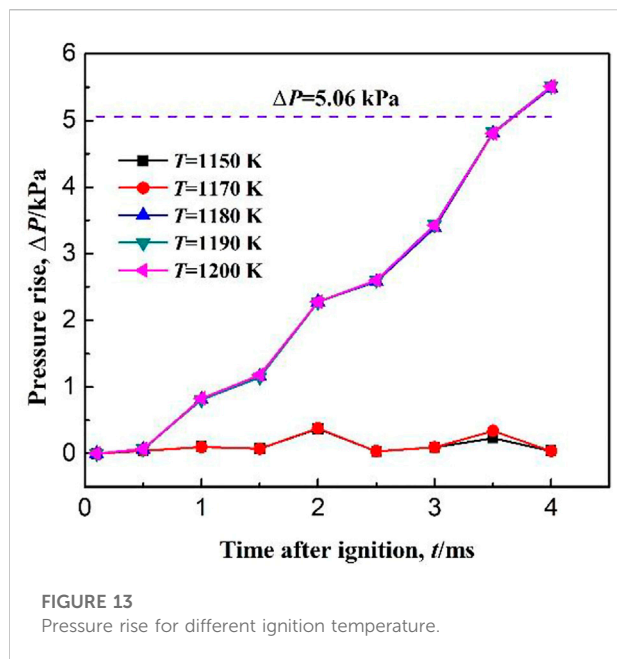 6
5
4
3
2
1
0
Pressure rise, ΔP/kPa
ΔP=5.06 kPa
T=1150 K
T=1170 K
T=1180 K
T=1190 K
T=1200 K
0 1 2 3 4
Time after ignition, t/ms
FIGURE 13
Pressure rise for different ignition temperature.